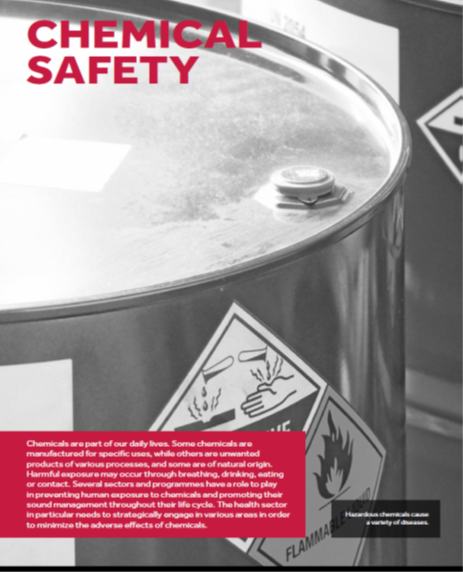 CHEMICAL
SAFETY
UN 2054
Chemicals are part of our daily lives. Some chemicals are
manufactured for specific uses, while others are unwanted
products of various processes, and some are of natural origin.
Harmful exposure may occur through breathing, drinking, eating
or contact. Several sectors and programmes have a role to play
in preventing human exposure to chemicals and promoting their
sound management throughout their life cycle. The health sector
in particular needs to strategically engage in various areas in order
to minimize the adverse effects of chemicals.
Hazardous chemicals cause
a variety of diseases.
FLAMMABLE